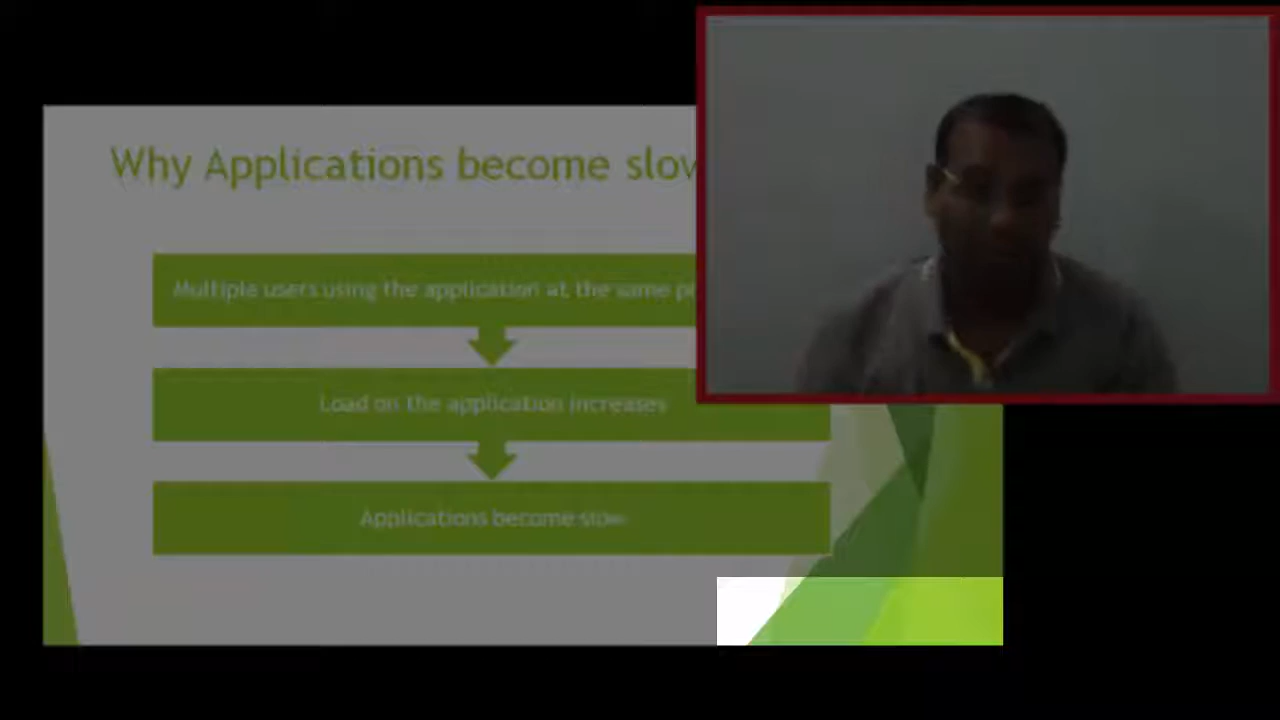 Why Applications become slow
Multiple users using the application at the same
Load on the application increases
Applications become slow